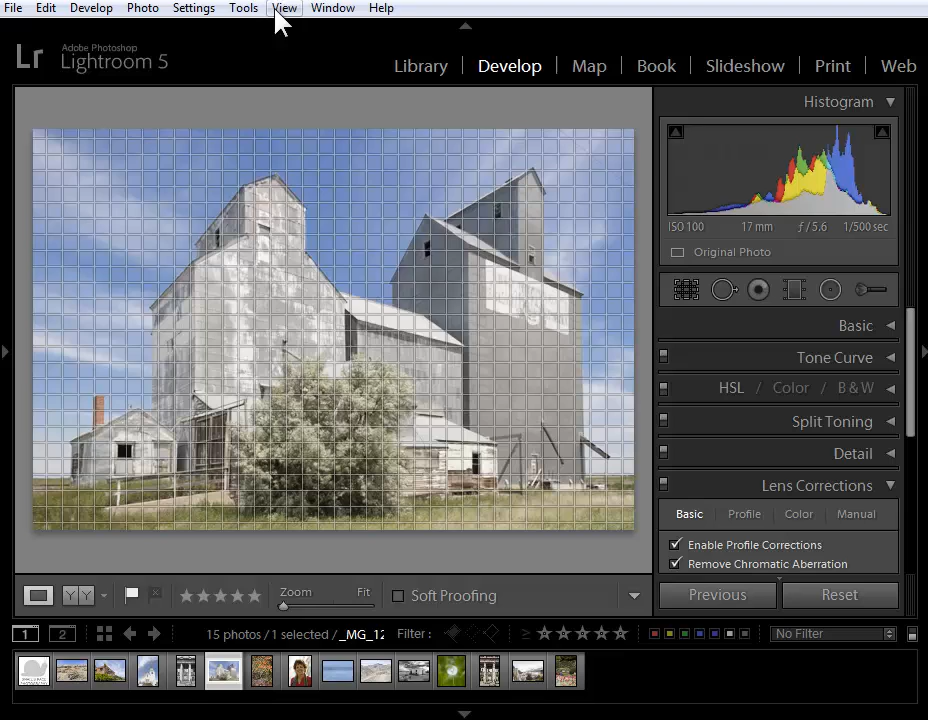 File Edit Develop Photo Settings Tools View Window Help
Lr Adobe Photoshop
Lightroom 5
Library Develop Map Book Slideshow Print Web
Histogram
ISO 100 17 mm ƒ / 5.6 1/500 sec
Original Photo
Basic
Tone Curve
HSL / Color / B & W
Split Toning
Detail
Lens Corrections
Basic Profile Color Manual
Enable Profile Corrections
Remove Chromatic Aberration
Y Y Zoom Fit Soft Proofing Previous Reset
1 2 15 photos / 1 selected / _MG_12 Filter : ≥ No Filter